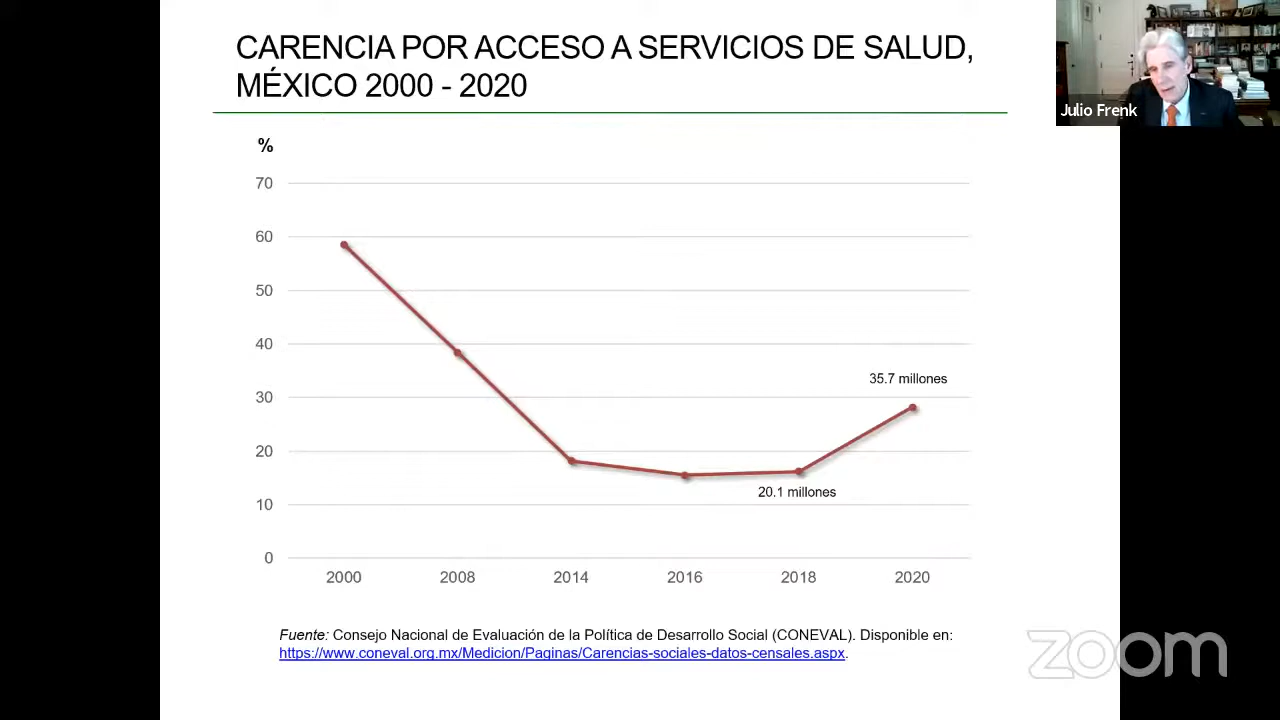 CARENCIA POR ACCESO A SERVICIOS DE SALUD,
MÉXICO 2000 - 2020
Julio Frenk
%
70
60
50
40
30
20
10
0
35.7 millones
20.1 millones
2000 2008 2014 2016 2018 2020
Fuente: Consejo Nacional de Evaluación de la Política de Desarrollo Social (CONEVAL). Disponible en:
https://www.coneval.org.mx/Medicion/Paginas/Carencias-sociales-datos-censales.aspx.
zoom